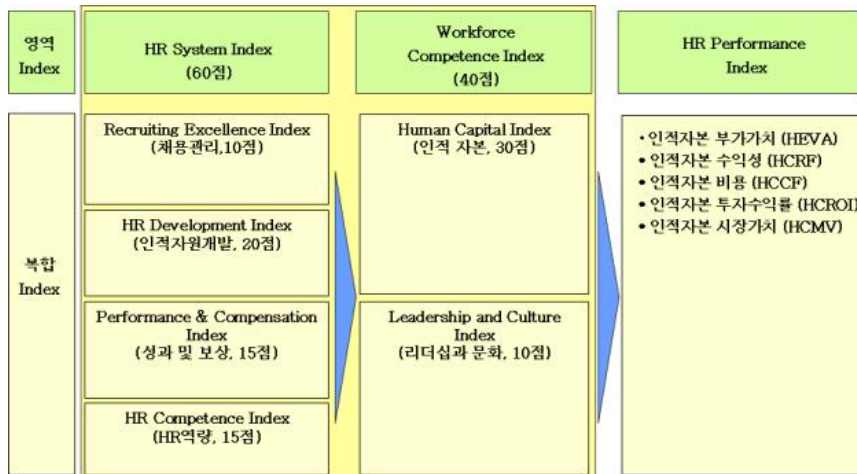 영역
Index
HR System Index
(60점)
Workforce
Competence Index
(40점)
HR Performance
Index
복합
Index
Recruiting Excellence Index
(채용관리,10점)
HR Development Index
(인적자원개발, 20점)
Performance & Compensation
Index
(성과 및 보상, 15점)
HR Competence Index
(HR역량, 15점)
Human Capital Index
(인적 자본, 30점)
Leadership and Culture
Index
(리더십과 문화, 10점)
• 인적자본 부가가치 (HEVA)
• 인적자본 수익성 (HCRF)
• 인적자본 비용 (HCCF)
• 인적자본 투자수익률 (HCROI)
• 인적자본 시장가치 (HCMV)